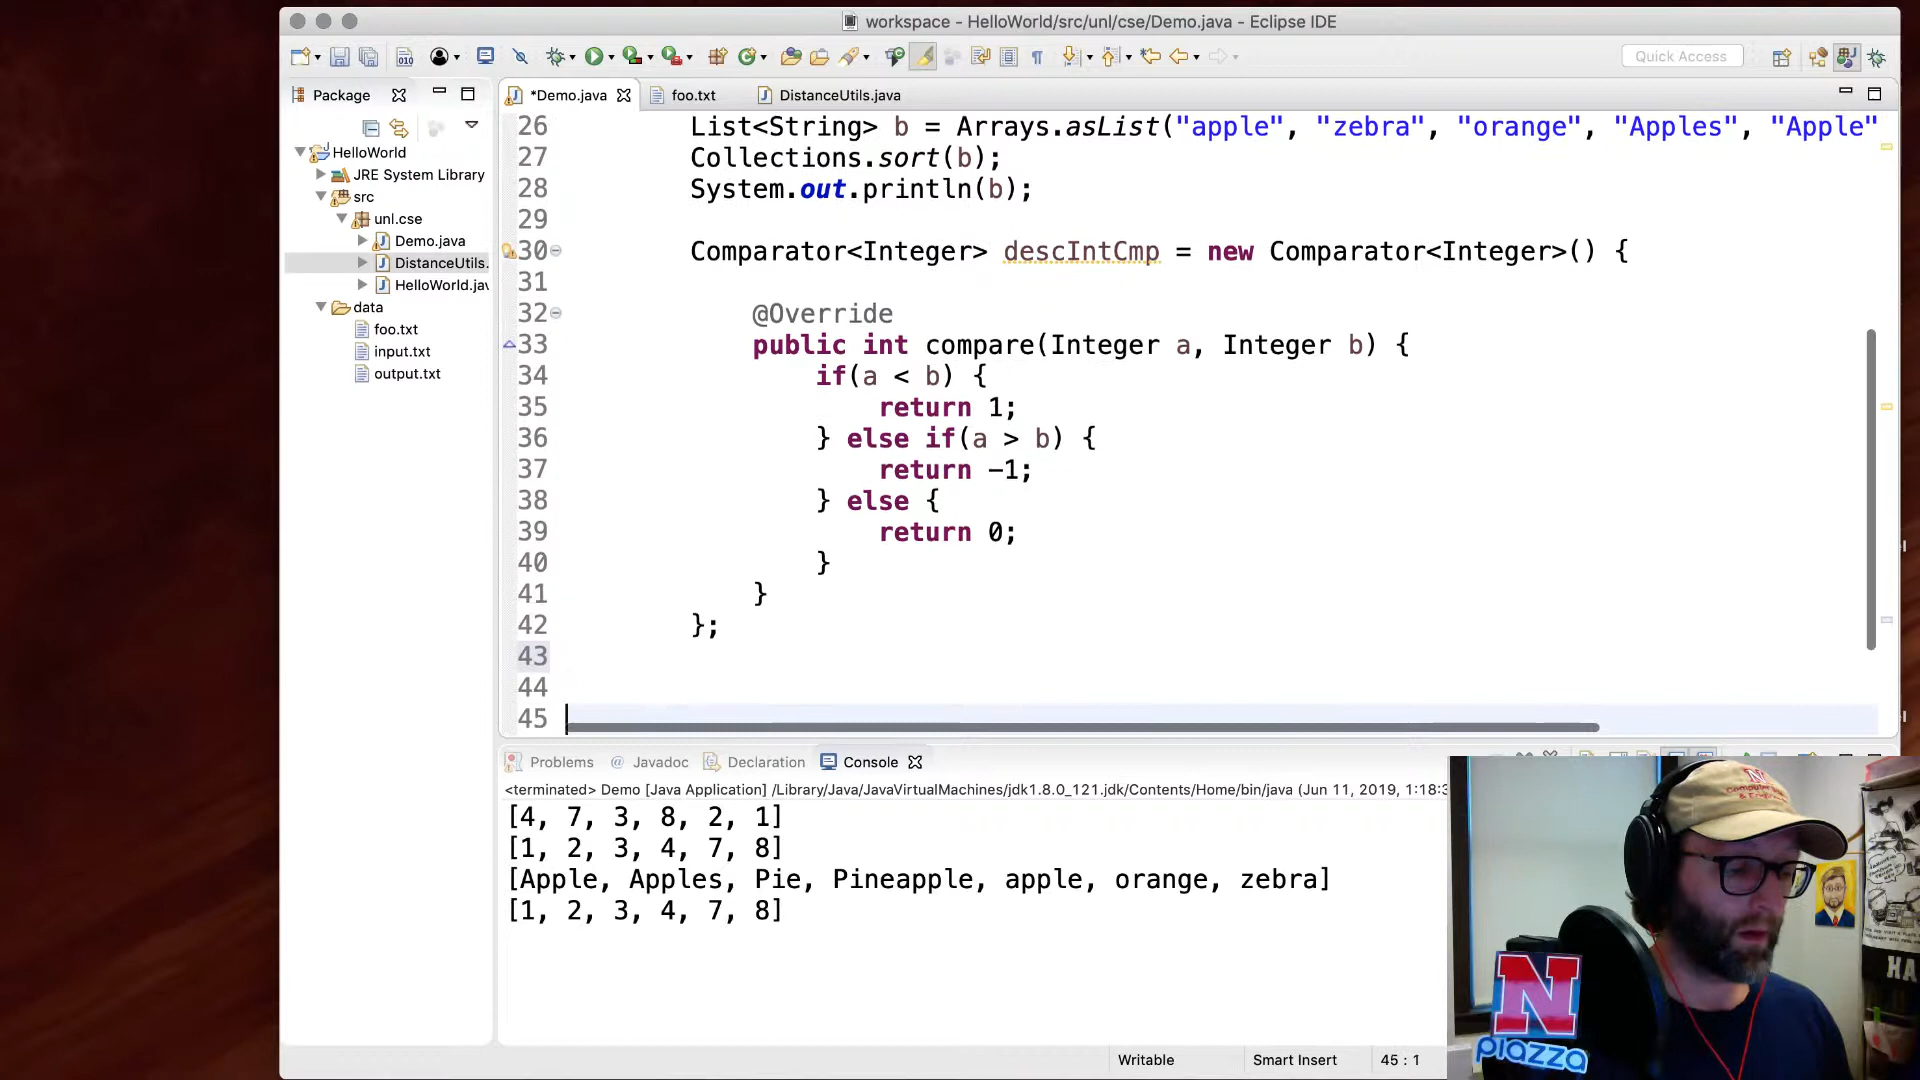 workspace - HelloWorld/src/unl/cse/Demo.java - Eclipse IDE
Quick Access
Package
*Demo.java
foo.txt
DistanceUtils.java
HelloWorld
JRE System Library
src
unl.cse
Demo.java
DistanceUtils.
HelloWorld.jav
data
foo.txt
input.txt
output.txt
26 List<String> b = Arrays.asList("apple", "zebra", "orange", "Apples", "Apple"
27 Collections.sort(b);
28 System.out.println(b);
29
30 Comparator<Integer> descIntCmp = new Comparator<Integer>() {
31
32 @Override
33 public int compare(Integer a, Integer b) {
34 if(a < b) {
35 return 1;
36 } else if(a > b) {
37 return -1;
38 } else {
39 return 0;
40 }
41 }
42 };
43
44
45
Problems @ Javadoc Declaration Console
<terminated> Demo [Java Application] /Library/Java/JavaVirtualMachines/jdk1.8.0_121.jdk/Contents/Home/bin/java (Jun 11, 2019, 1:18:3
[4, 7, 3, 8, 2, 1]
[1, 2, 3, 4, 7, 8]
[Apple, Apples, Pie, Pineapple, apple, orange, zebra]
[1, 2, 3, 4, 7, 8]
Writable
Smart Insert
45 : 1
N
piazza
HA